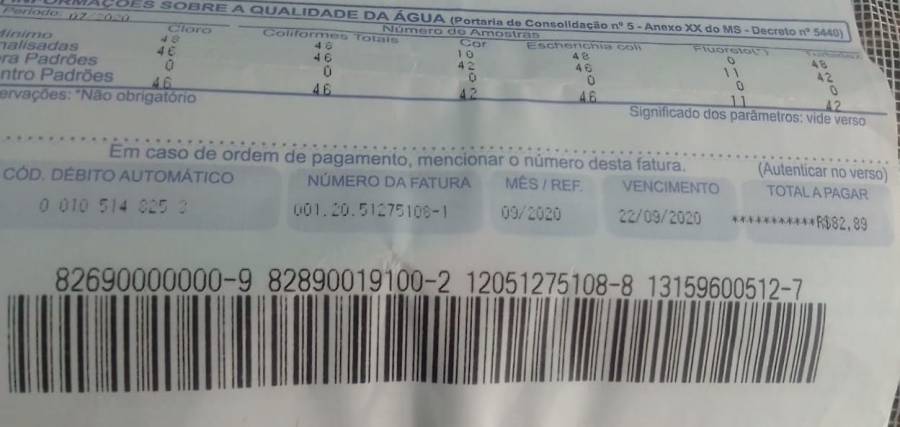 INFORMAÇÕES SOBRE A QUALIDADE DA ÁGUA (Portaria de Consolidação nº 5 - Anexo XX do MS - Decreto nº 5440)
Período: 07/2020
Número de Amostras
Cloro Coliformes Totais Cor Escherichia coli Fluoreto(*)
Mínimo 48 48 10 48 0 48
nalisadas 46 46 42 46 11 42
ra Padrões 0 0 0 0 0 0
ntro Padrões 46 46 42 46 11 42
ervações: *Não obrigatório
Significado dos parâmetros: vide verso
Em caso de ordem de pagamento, mencionar o número desta fatura.
(Autenticar no verso)
CÓD. DÉBITO AUTOMÁTICO NÚMERO DA FATURA MÊS / REF. VENCIMENTO TOTAL A PAGAR
0 010 514 825 3 001.20.51275108-1 09/2020 22/09/2020 ***********R$82,89
82690000000-9 82890019100-2 12051275108-8 13159600512-7